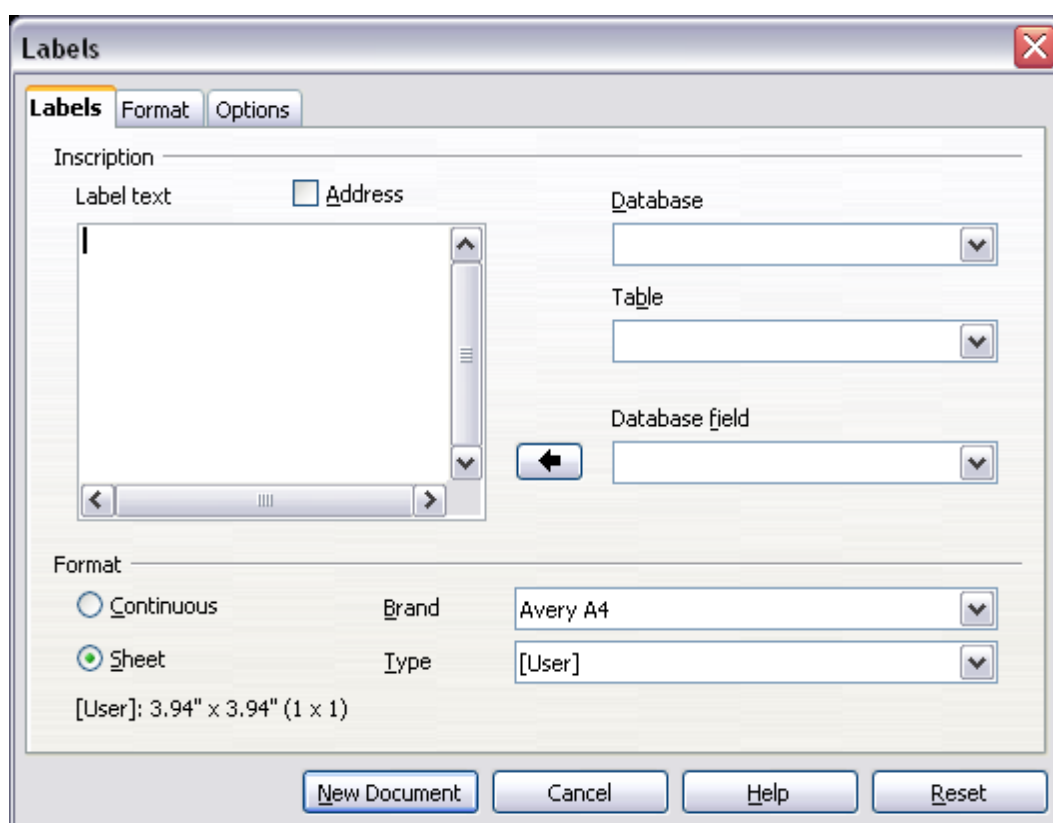 Labels
Labels Format Options
Inscription
Label text Address
Database
Table
Database field
Format
Continuous Brand Avery A4
Sheet Type [User]
[User]: 3.94" x 3.94" (1 x 1)
New Document Cancel Help Reset